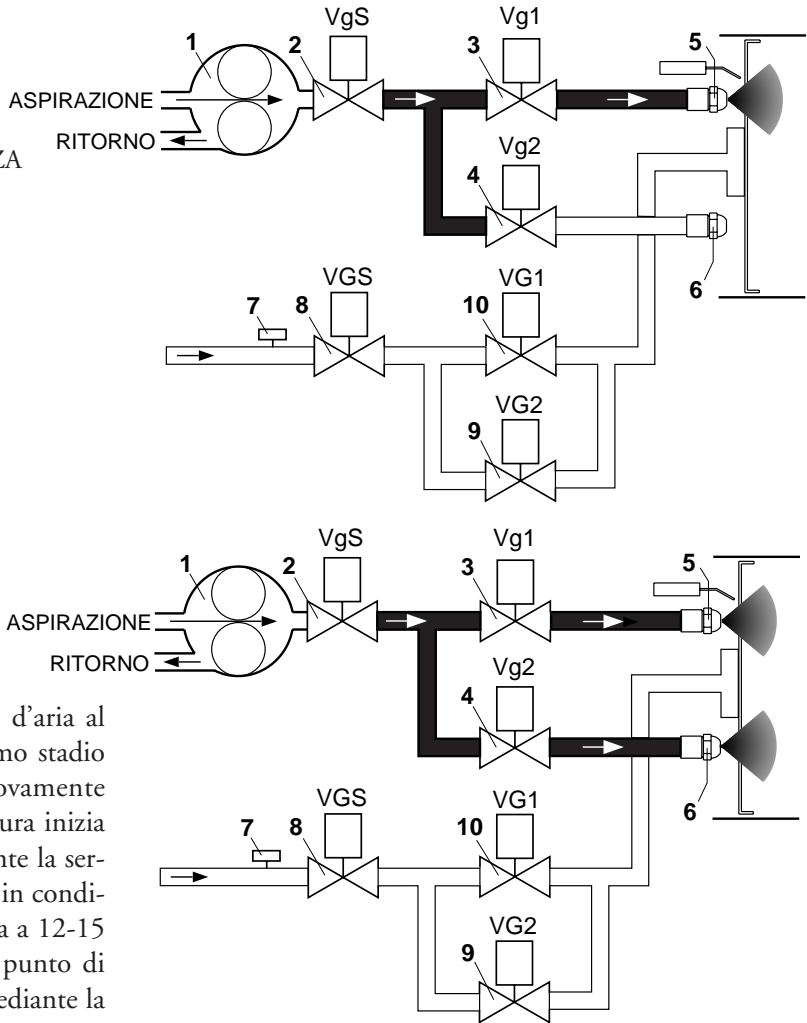 VgS Vg1
1 2 3 5
ASPIRAZIONE
RITORNO
ZA
Vg2
4
6
VGS VG1
7 8 10
VG2
9
VgS Vg1
1 2 3 5
ASPIRAZIONE
RITORNO
Vg2
4
6
d'aria al
mo stadio
ovamente
ura inizia
nte la ser-
in condi-
a a 12-15
punto di
ediante la
VGS VG1
7 8 10
VG2
9